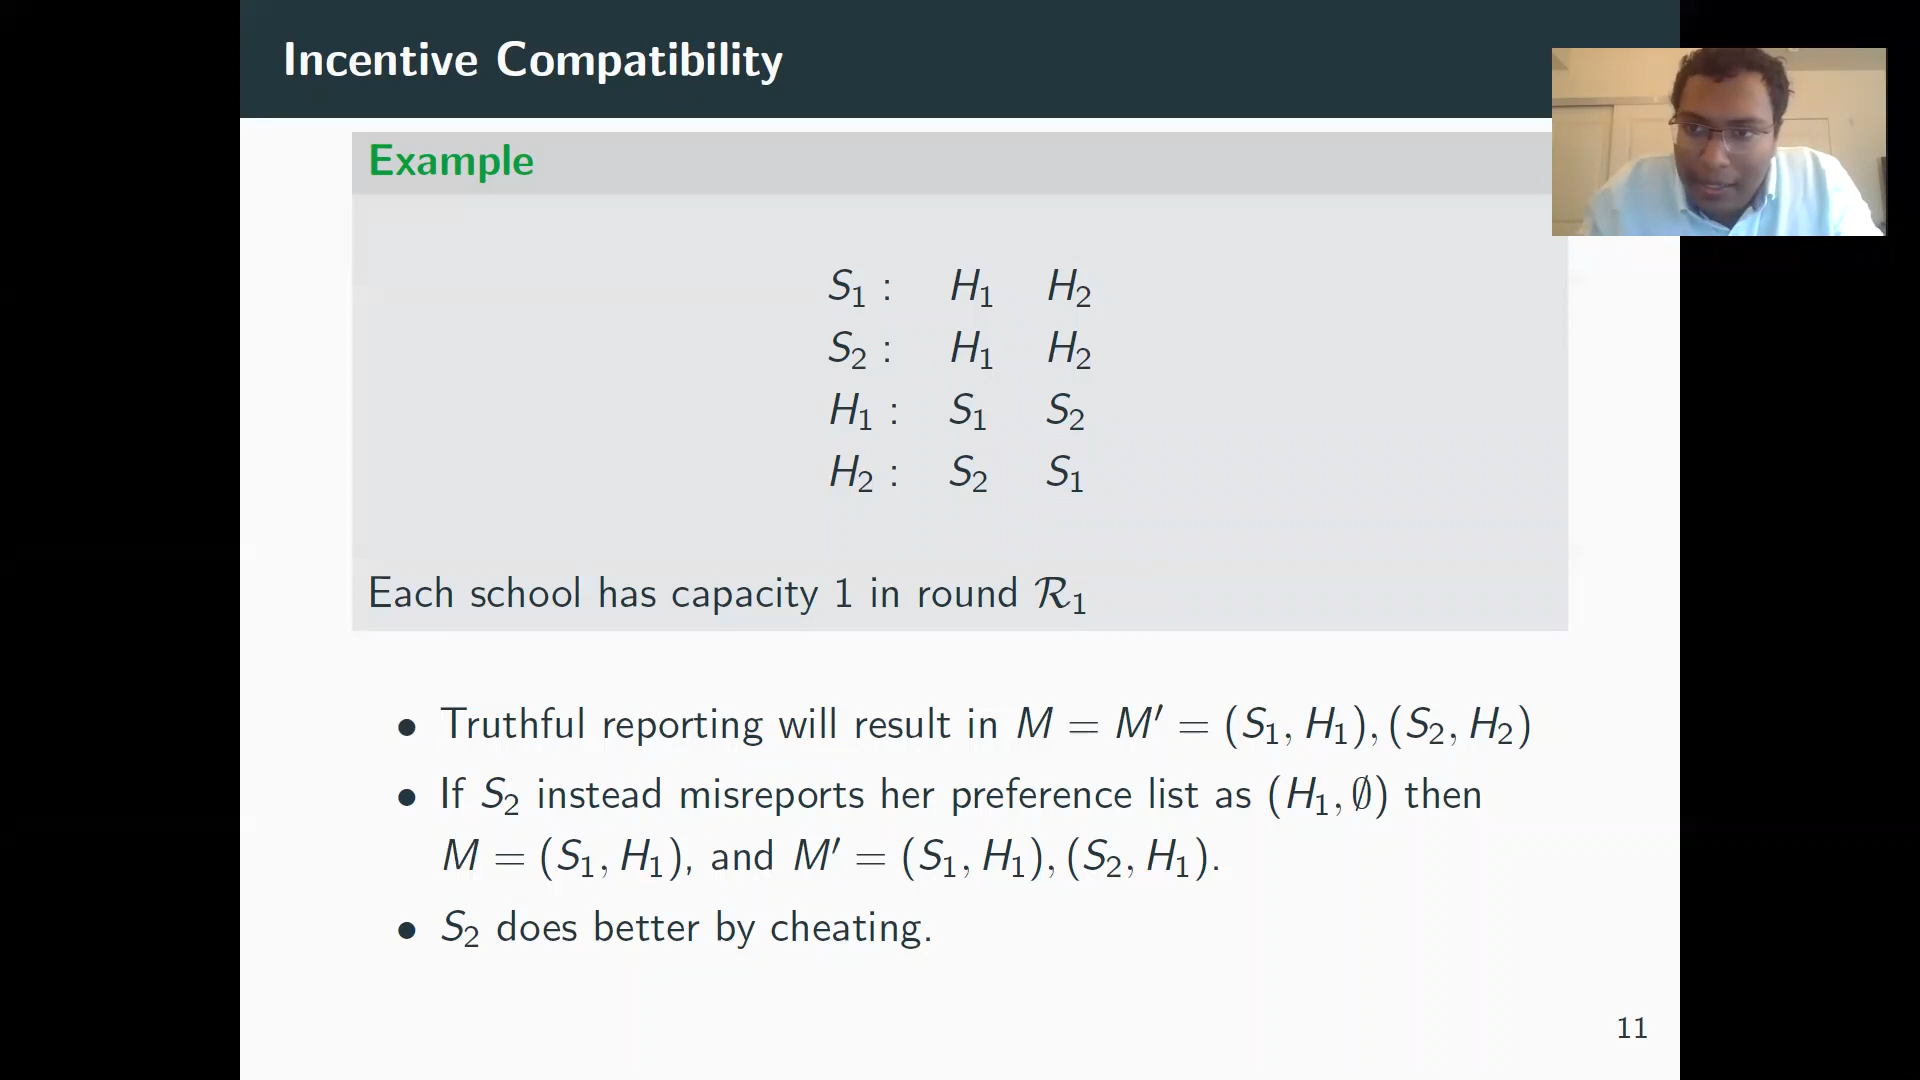 Incentive Compatibility
Example
S₁ : H₁ H₂
S₂ : H₁ H₂
H₁ : S₁ S₂
H₂ : S₂ S₁
Each school has capacity 1 in round ℛ₁
• Truthful reporting will result in M = M′ = (S₁, H₁), (S₂, H₂)
• If S₂ instead misreports her preference list as (H₁, ∅) then
M = (S₁, H₁), and M′ = (S₁, H₁), (S₂, H₁).
• S₂ does better by cheating.
11